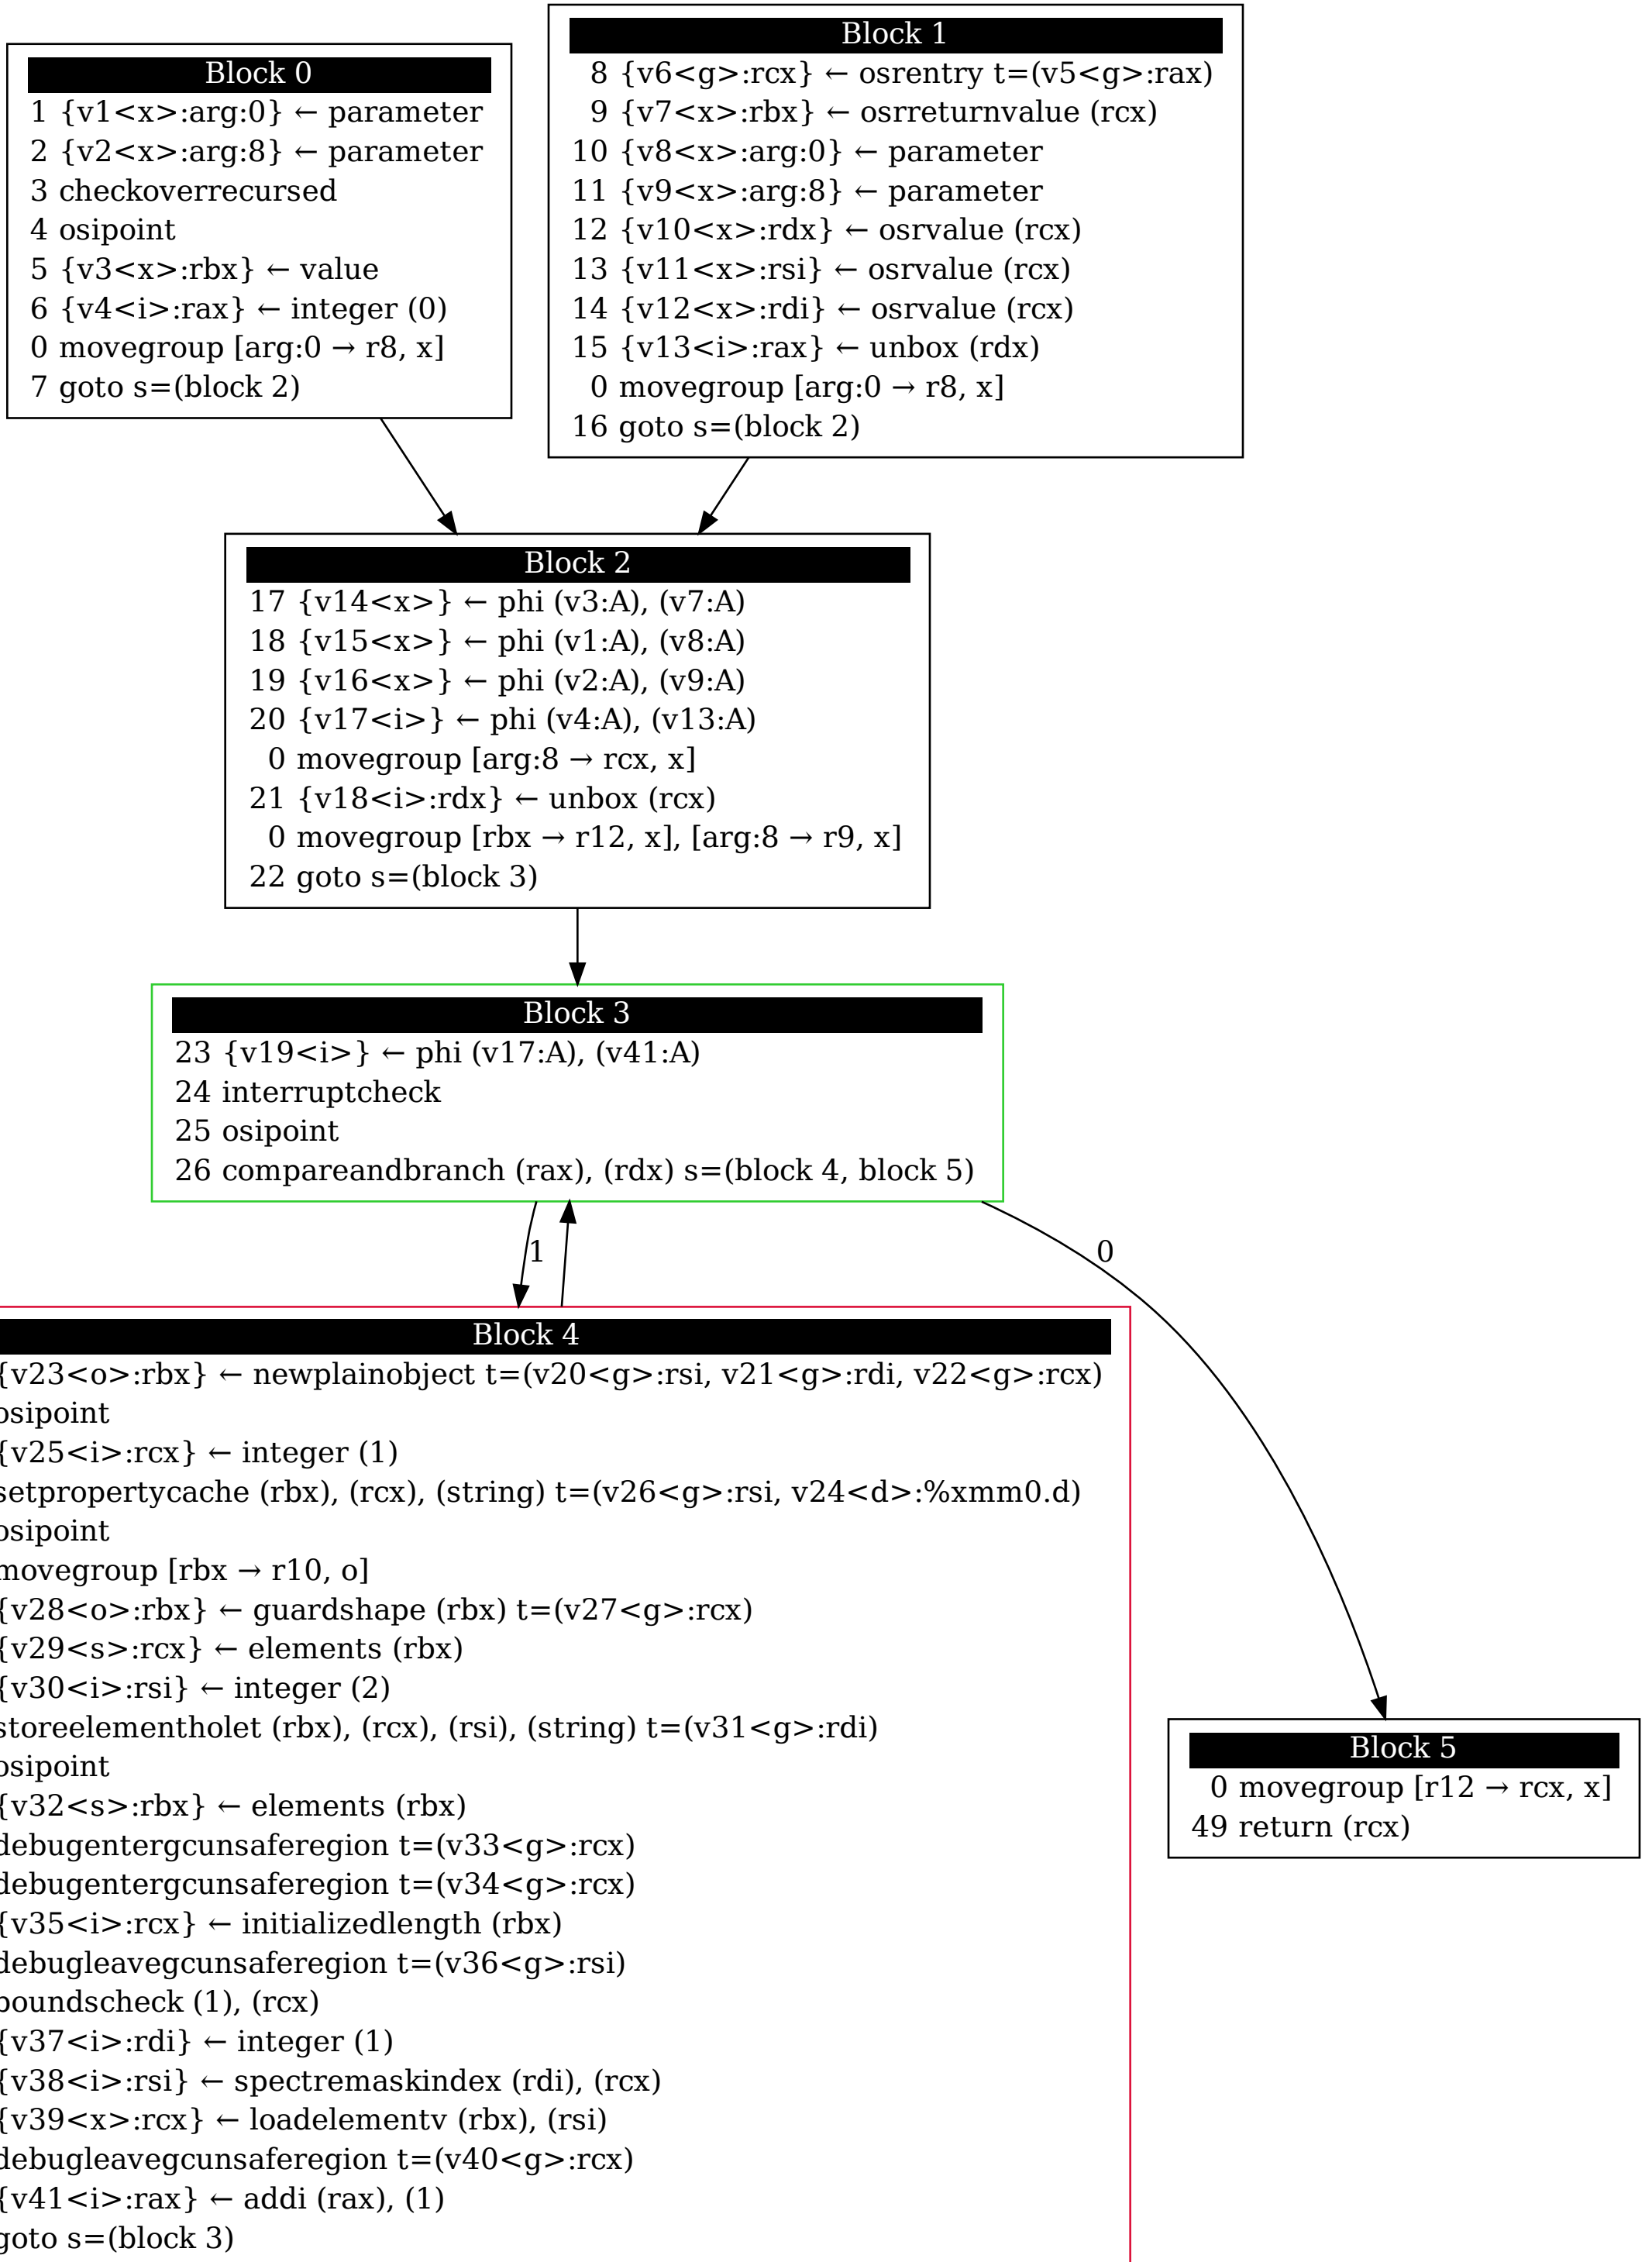 Block 0
1 {v1<x>:arg:0} ← parameter
2 {v2<x>:arg:8} ← parameter
3 checkoverrecursed
4 osipoint
5 {v3<x>:rbx} ← value
6 {v4<i>:rax} ← integer (0)
0 movegroup [arg:0 → r8, x]
7 goto s=(block 2)
Block 1
8 {v6<g>:rcx} ← osrentry t=(v5<g>:rax)
9 {v7<x>:rbx} ← osrreturnvalue (rcx)
10 {v8<x>:arg:0} ← parameter
11 {v9<x>:arg:8} ← parameter
12 {v10<x>:rdx} ← osrvalue (rcx)
13 {v11<x>:rsi} ← osrvalue (rcx)
14 {v12<x>:rdi} ← osrvalue (rcx)
15 {v13<i>:rax} ← unbox (rdx)
0 movegroup [arg:0 → r8, x]
16 goto s=(block 2)
Block 2
17 {v14<x>} ← phi (v3:A), (v7:A)
18 {v15<x>} ← phi (v1:A), (v8:A)
19 {v16<x>} ← phi (v2:A), (v9:A)
20 {v17<i>} ← phi (v4:A), (v13:A)
0 movegroup [arg:8 → rcx, x]
21 {v18<i>:rdx} ← unbox (rcx)
0 movegroup [rbx → r12, x], [arg:8 → r9, x]
22 goto s=(block 3)
Block 3
23 {v19<i>} ← phi (v17:A), (v41:A)
24 interruptcheck
25 osipoint
26 compareandbranch (rax), (rdx) s=(block 4, block 5)
1
0
Block 4
{v23<o>:rbx} ← newplainobject t=(v20<g>:rsi, v21<g>:rdi, v22<g>:rcx)
osipoint
{v25<i>:rcx} ← integer (1)
setpropertycache (rbx), (rcx), (string) t=(v26<g>:rsi, v24<d>:%xmm0.d)
osipoint
movegroup [rbx → r10, o]
{v28<o>:rbx} ← guardshape (rbx) t=(v27<g>:rcx)
{v29<s>:rcx} ← elements (rbx)
{v30<i>:rsi} ← integer (2)
storeelementholet (rbx), (rcx), (rsi), (string) t=(v31<g>:rdi)
osipoint
{v32<s>:rbx} ← elements (rbx)
debugentergcunsaferegion t=(v33<g>:rcx)
debugentergcunsaferegion t=(v34<g>:rcx)
{v35<i>:rcx} ← initializedlength (rbx)
debugleavegcunsaferegion t=(v36<g>:rsi)
boundscheck (1), (rcx)
{v37<i>:rdi} ← integer (1)
{v38<i>:rsi} ← spectremaskindex (rdi), (rcx)
{v39<x>:rcx} ← loadelementv (rbx), (rsi)
debugleavegcunsaferegion t=(v40<g>:rcx)
{v41<i>:rax} ← addi (rax), (1)
goto s=(block 3)
Block 5
0 movegroup [r12 → rcx, x]
49 return (rcx)